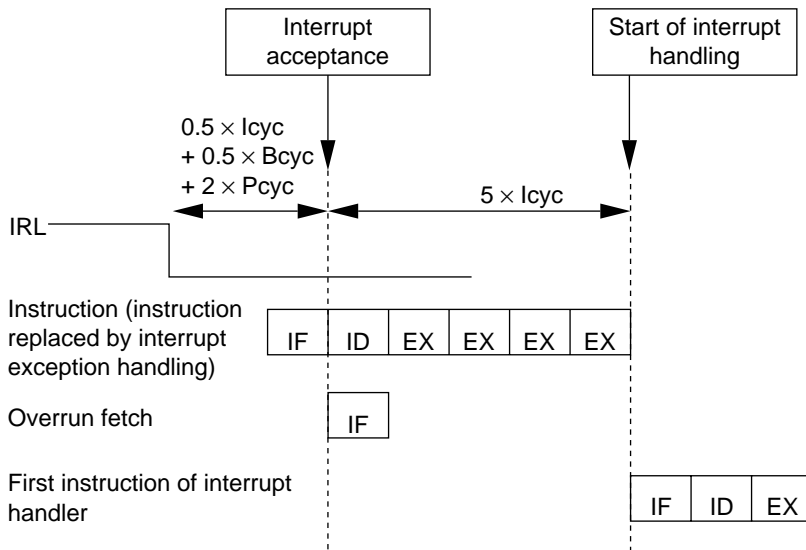 Interrupt
acceptance
Start of interrupt
handling
0.5 × Icyc
+ 0.5 × Bcyc
+ 2 × Pcyc
5 × Icyc
IRL
Instruction (instruction
replaced by interrupt
exception handling)
IF ID EX EX EX EX
Overrun fetch
IF
First instruction of interrupt
handler
IF ID EX